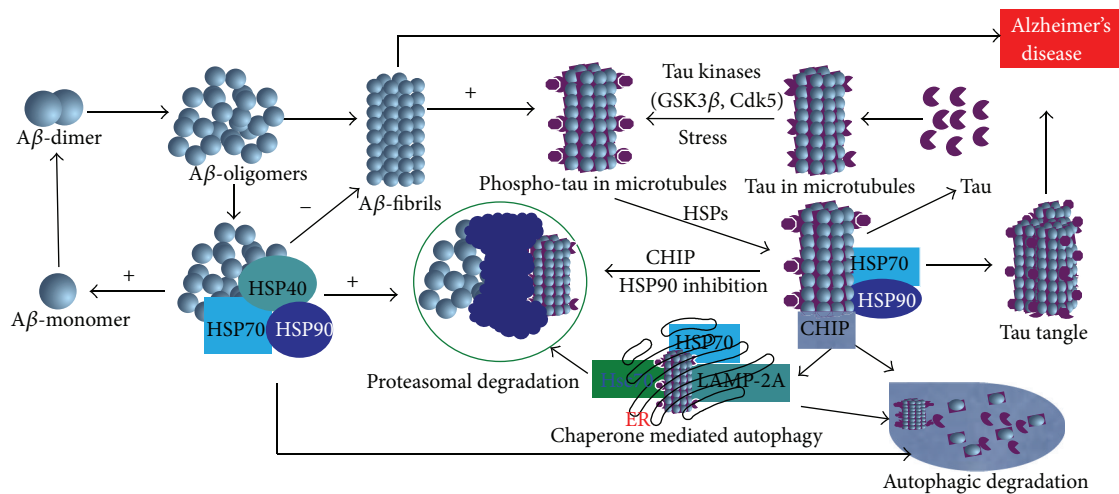 Alzheimer's
disease
Tau kinases
(GSK3β, Cdk5)
Stress
+
Aβ-dimer
Aβ-oligomers
Aβ-fibrils
Phospho-tau in microtubules
Tau in microtubules
Tau
HSPs
−
+
+
Aβ-monomer
HSP40
HSP70
HSP90
CHIP
HSP90 inhibition
HSP70
HSP90
CHIP
Tau tangle
Proteasomal degradation
HSP70
Hsc70
LAMP-2A
ER
Chaperone mediated autophagy
Autophagic degradation